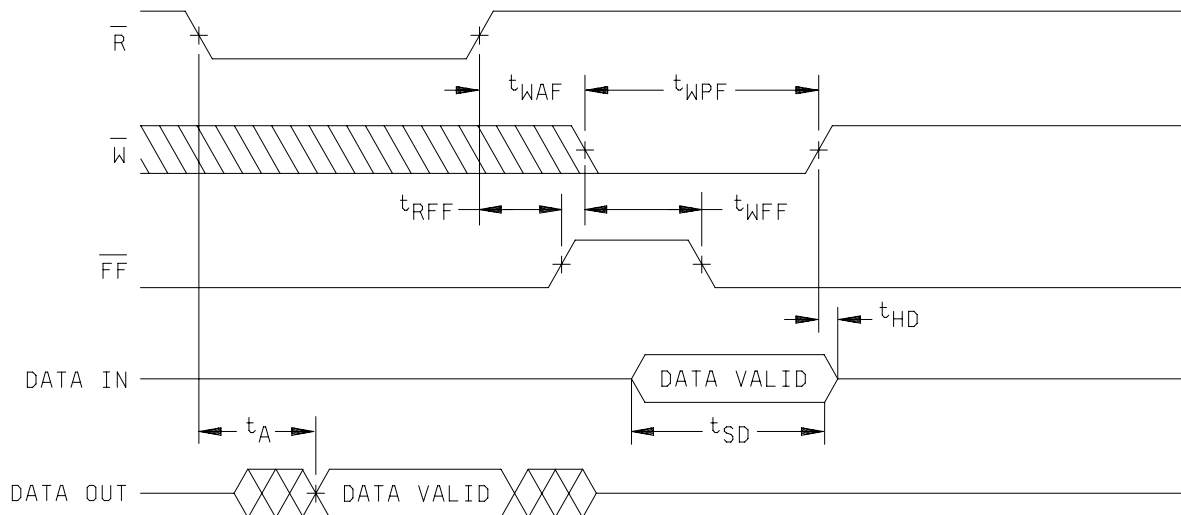 R
tWAF
tWPF
W
tRFF
tWFF
FF
tHD
DATA IN
DATA VALID
tA
tSD
DATA OUT
DATA VALID